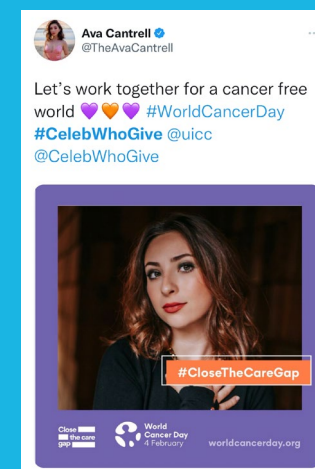 Ava Cantrell
@TheAvaCantrell
Let's work together for a cancer free
world 💜🧡💜 #WorldCancerDay
#CelebWhoGive @uicc
@CelebWhoGive
#CloseTheCareGap
Close
the care
gap
World
Cancer Day
4 February
worldcancerday.org